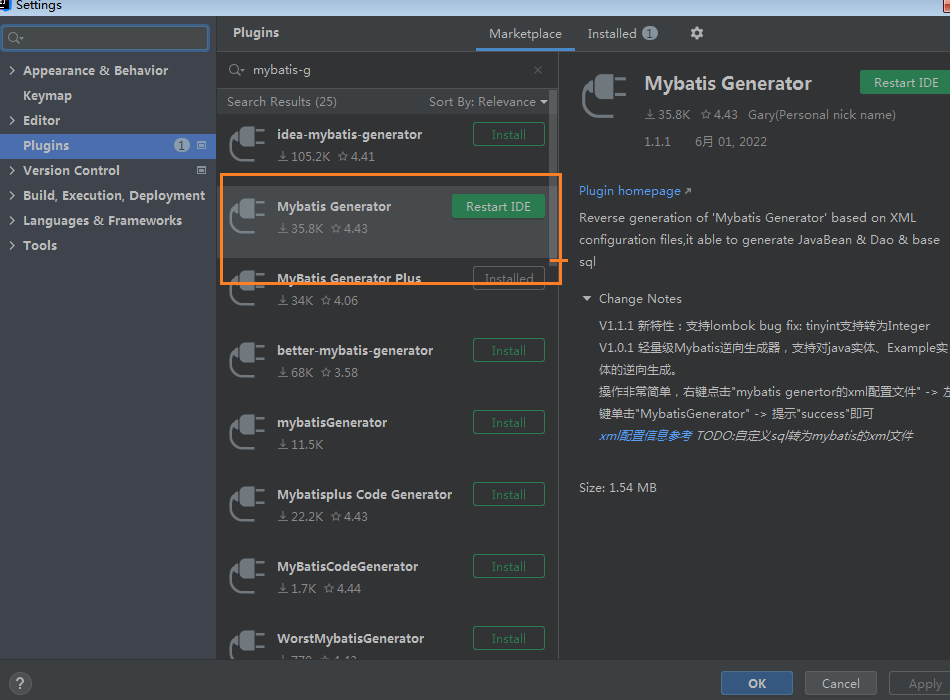 Settings
Appearance & Behavior
Keymap
Editor
Plugins 1
Version Control
Build, Execution, Deployment
Languages & Frameworks
Tools
Plugins
Marketplace
Installed 1
mybatis-g
Search Results (25)
Sort By: Relevance
idea-mybatis-generator
Install
105.2K 4.41
Mybatis Generator
Restart IDE
35.8K 4.43
MyBatis Generator Plus
Installed
34K 4.06
better-mybatis-generator
Install
68K 3.58
mybatisGenerator
Install
11.5K
Mybatisplus Code Generator
Install
22.2K 4.43
MyBatisCodeGenerator
Install
1.7K 4.44
WorstMybatisGenerator
Install
Mybatis Generator
Restart IDE
35.8K 4.43 Gary(Personal nick name)
1.1.1 6月 01, 2022
Plugin homepage
Reverse generation of 'Mybatis Generator' based on XML
configuration files,it able to generate JavaBean & Dao & base
sql
Change Notes
V1.1.1 新特性：支持lombok bug fix: tinyint支持转为Integer
V1.0.1 轻量级Mybatis逆向生成器，支持对java实体、Example实
体的逆向生成。
操作非常简单，右键点击"mybatis genertor的xml配置文件" -> 左
键单击"MybatisGenerator" -> 提示"success"即可
xml配置信息参考 TODO:自定义sql转为mybatis的xml文件
Size: 1.54 MB
?
OK
Cancel
Apply